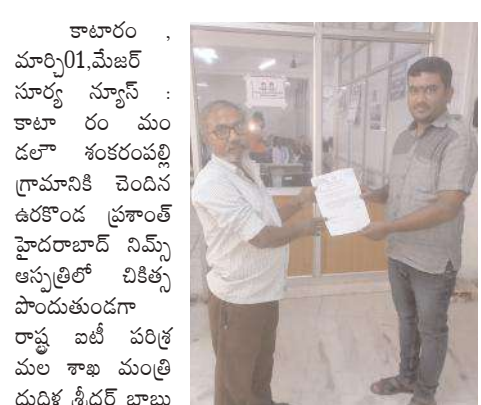 కాటారం ,
మార్చి01,మేజర్
సూర్య న్యూస్ :
కాటా రం మం
డలౌ శంకరంపల్లి
గ్రామానికి చెందిన
ఉరకొండ ప్రశాంత్
హైదరాబాద్ నిమ్స్
ఆస్పత్రిలో చికిత్స
పొందుతుండగా
రాష్ట్ర ఐటీ పరిశ్ర
మల శాఖ మంత్రి
దుదిళ్ల శ్రీధర్ బాబు